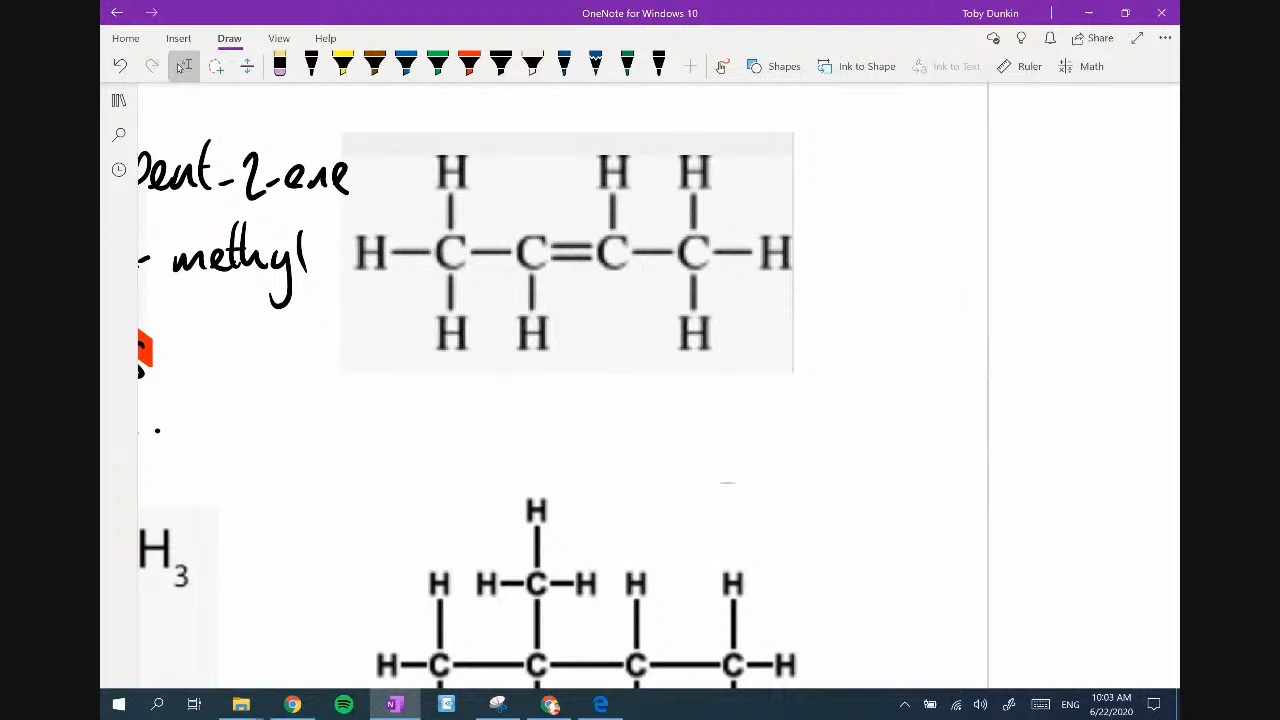 OneNote for Windows 10
Toby Dunkin
Home Insert Draw View Help
Share
Shapes Ink to Shape Ink to Text Ruler Math
pent-2-ene
- methyl
H H H
H-C-C=C-C-H
H H H
H
H3
H H-C-H H H
H-C-C-C-C-H
ENG
10:03 AM
6/22/2020